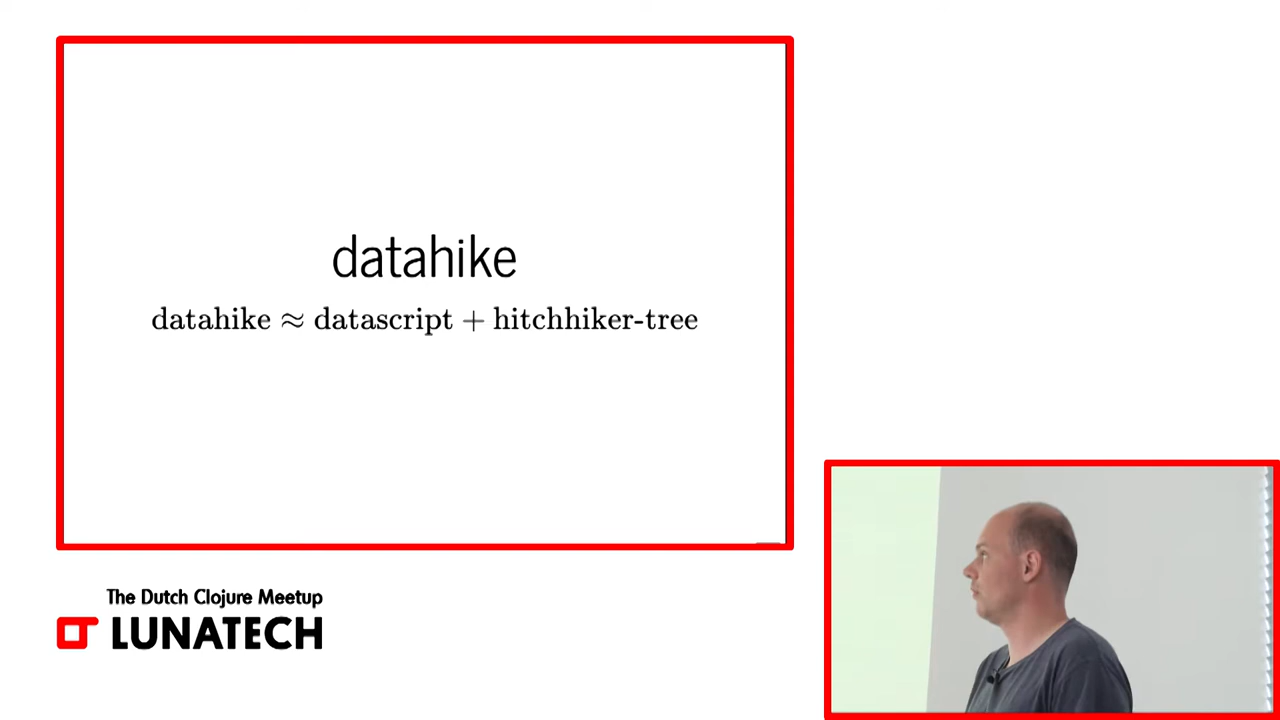 datahike
datahike ≈ datascript + hitchhiker-tree
The Dutch Clojure Meetup
LUNATECH